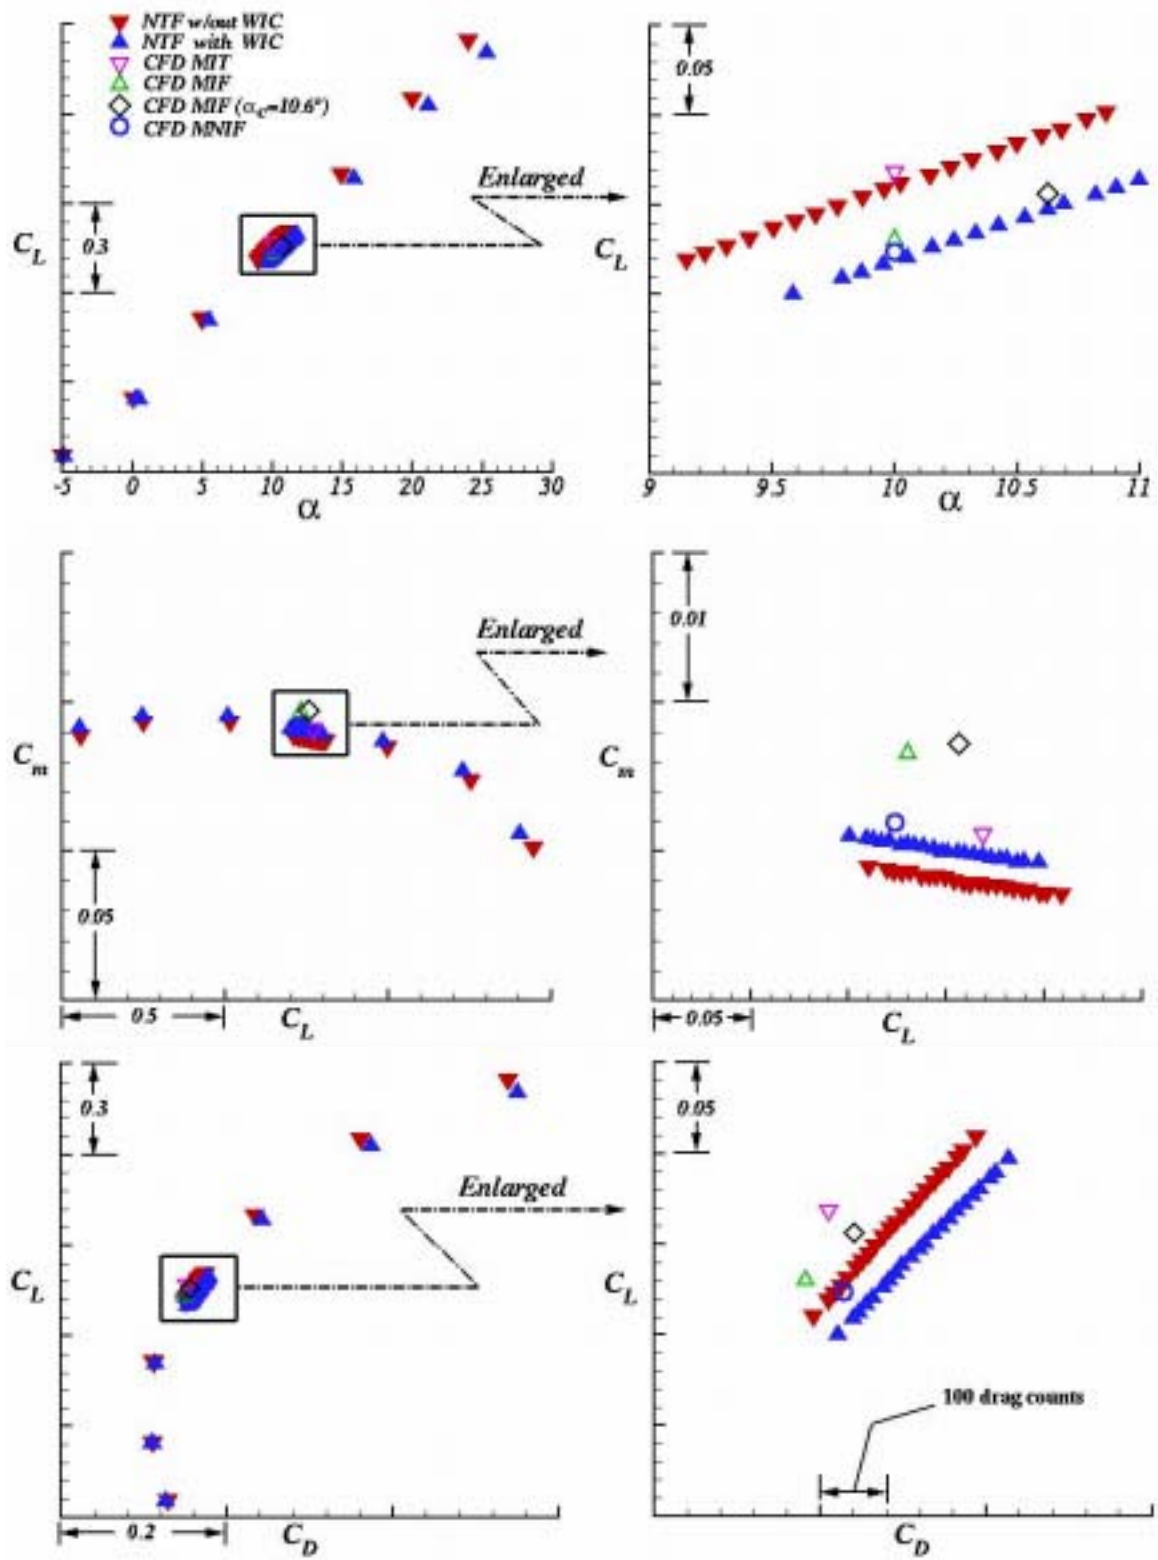 NTF w/out WIC
NTF with WIC
CFD MIT
CFD MIF
CFD MIF (αc=10.6°)
CFD MNIF
Enlarged
0.3
CL
-5 0 5 10 15 20 25 30
α
0.05
CL
9 9.5 10 10.5 11
α
Enlarged
Cm
0.05
0.5
CL
0.01
Cm
0.05
CL
0.3
Enlarged
CL
0.2
CD
0.05
CL
100 drag counts
CD